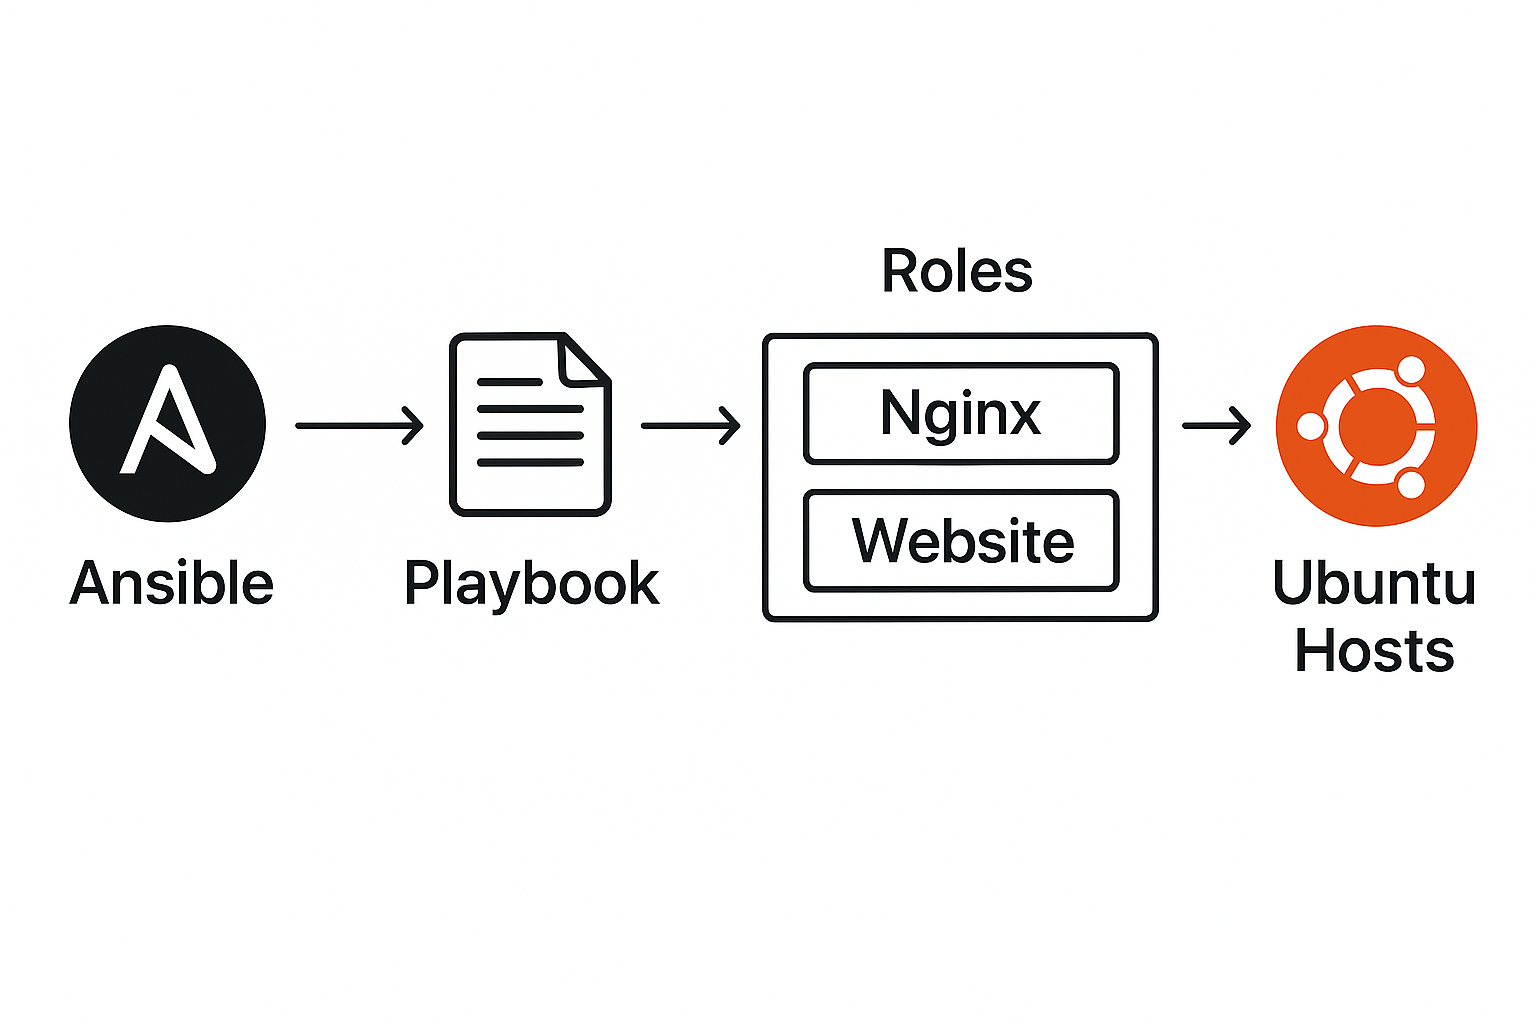 Ansible
Playbook
Roles
Nginx
Website
Ubuntu
Hosts